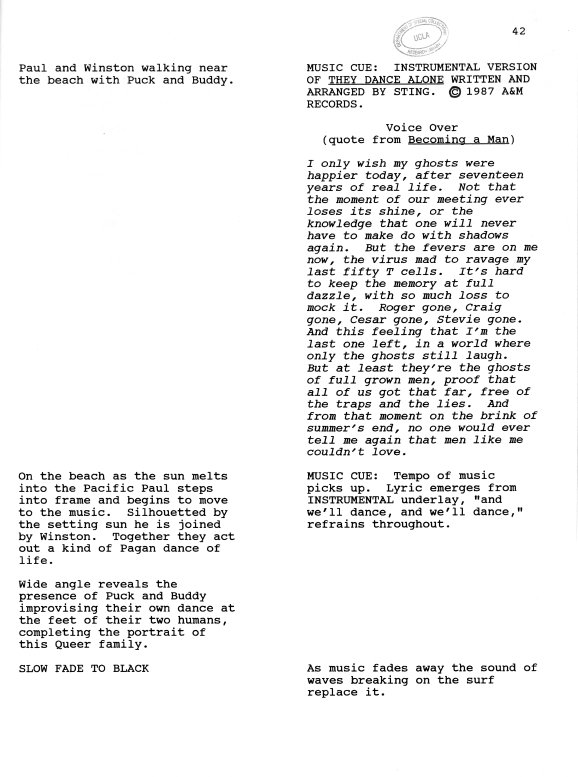 42
UCLA
Paul and Winston walking near
the beach with Puck and Buddy.
MUSIC CUE: INSTRUMENTAL VERSION
OF THEY DANCE ALONE WRITTEN AND
ARRANGED BY STING. © 1987 A&M
RECORDS.
Voice Over
(quote from Becoming a Man)
I only wish my ghosts were
happier today, after seventeen
years of real life. Not that
the moment of our meeting ever
loses its shine, or the
knowledge that one will never
have to make do with shadows
again. But the fevers are on me
now, the virus mad to ravage my
last fifty T cells. It's hard
to keep the memory at full
dazzle, with so much loss to
mock it. Roger gone, Craig
gone, Cesar gone, Stevie gone.
And this feeling that I'm the
last one left, in a world where
only the ghosts still laugh.
But at least they're the ghosts
of full grown men, proof that
all of us got that far, free of
the traps and the lies. And
from that moment on the brink of
summer's end, no one would ever
tell me again that men like me
couldn't love.
On the beach as the sun melts
into the Pacific Paul steps
into frame and begins to move
to the music. Silhouetted by
the setting sun he is joined
by Winston. Together they act
out a kind of Pagan dance of
life.
MUSIC CUE: Tempo of music
picks up. Lyric emerges from
INSTRUMENTAL underlay, "and
we'll dance, and we'll dance,"
refrains throughout.
Wide angle reveals the
presence of Puck and Buddy
improvising their own dance at
the feet of their two humans,
completing the portrait of
this Queer family.
SLOW FADE TO BLACK
As music fades away the sound of
waves breaking on the surf
replace it.